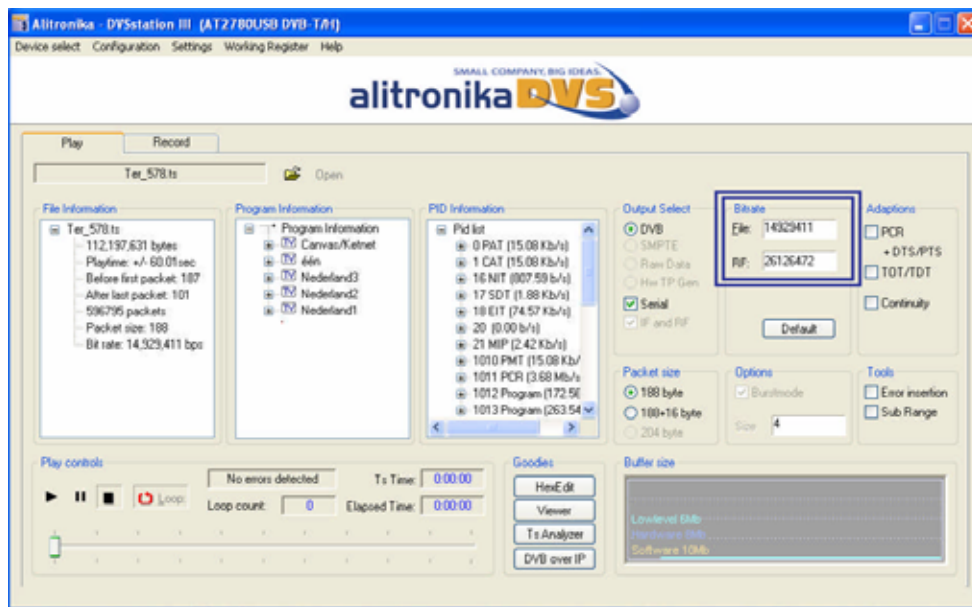 Alitronika - DVSstation III (AT2780USB DVB-T/H)
Device select Configuration Settings Working Register Help
SMALL COMPANY, BIG IDEAS.
alitronika DVS
Play Record
Ter_578.ts Open
File Information
Ter_578.ts
112,197,631 bytes
Playtime: +/- 60.01sec
Before first packet: 187
After last packet: 101
596795 packets
Packet size: 188
Bit rate: 14,929,411 bps
Program Information
Program Information
Canvas/Ketnet
één
Nederland3
Nederland2
Nederland1
PID Information
Pid list
0 PAT (15.08 Kb/s)
1 CAT (15.08 Kb/s)
16 NIT (807.59 b/s)
17 SDT (1.88 Kb/s)
18 EIT (74.57 Kb/s)
20 (0.00 b/s)
21 MIP (2.42 Kb/s)
1010 PMT (15.08 Kb/
1011 PCR (3.68 Mb/s
1012 Program (172.56
1013 Program (263.54
Output Select
DVB
SMPTE
Raw Data
Hw TP Gen
Serial
IF and RF
Bitrate
File: 14929411
RF: 26126472
Default
Adaptions
PCR
+ DTS/PTS
TOT/TDT
Continuity
Packet size
188 byte
188+16 byte
204 byte
Options
Burstmode
Size 4
Tools
Error insertion
Sub Range
Play controls
No errors detected Ts Time: 0:00:00
Loop: Loop count: 0 Elapsed Time: 0:00:00
Goodies
HexEdit
Viewer
Ts Analyzer
DVB over IP
Buffer size
Lowlevel 6Mb
Software 10Mb